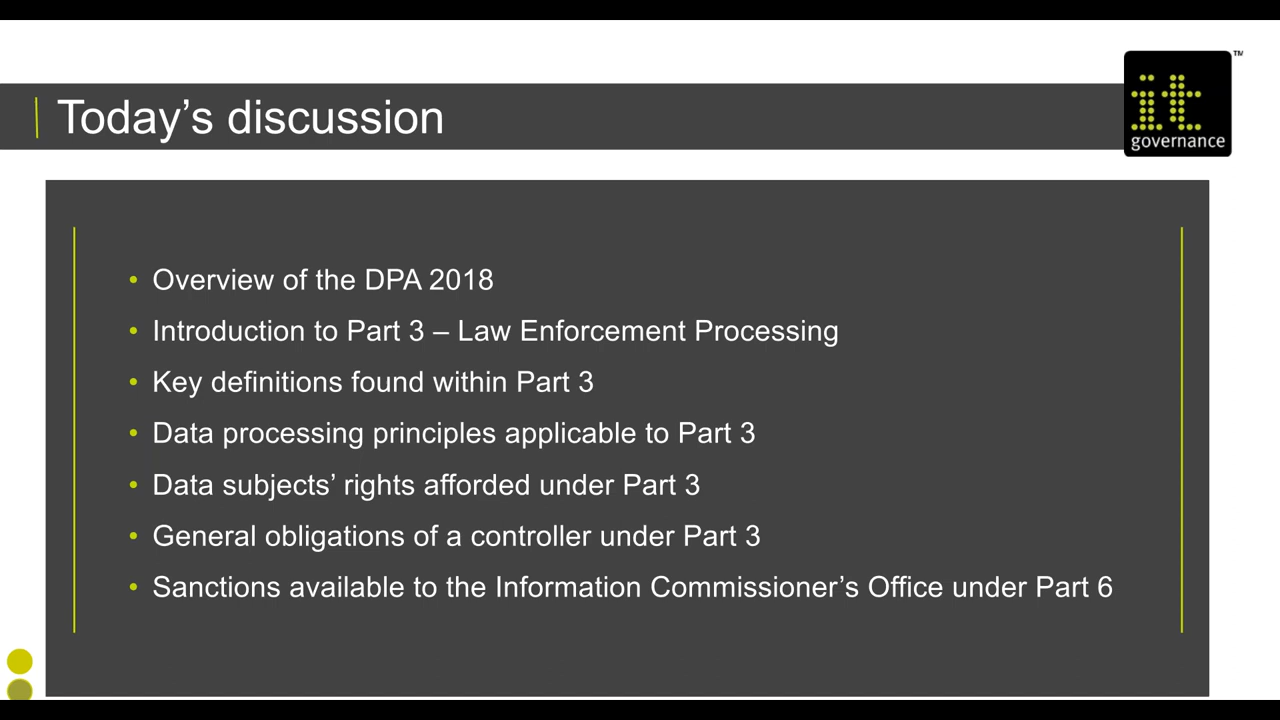 Today’s discussion
TM
it
governance
• Overview of the DPA 2018
• Introduction to Part 3 – Law Enforcement Processing
• Key definitions found within Part 3
• Data processing principles applicable to Part 3
• Data subjects’ rights afforded under Part 3
• General obligations of a controller under Part 3
• Sanctions available to the Information Commissioner’s Office under Part 6